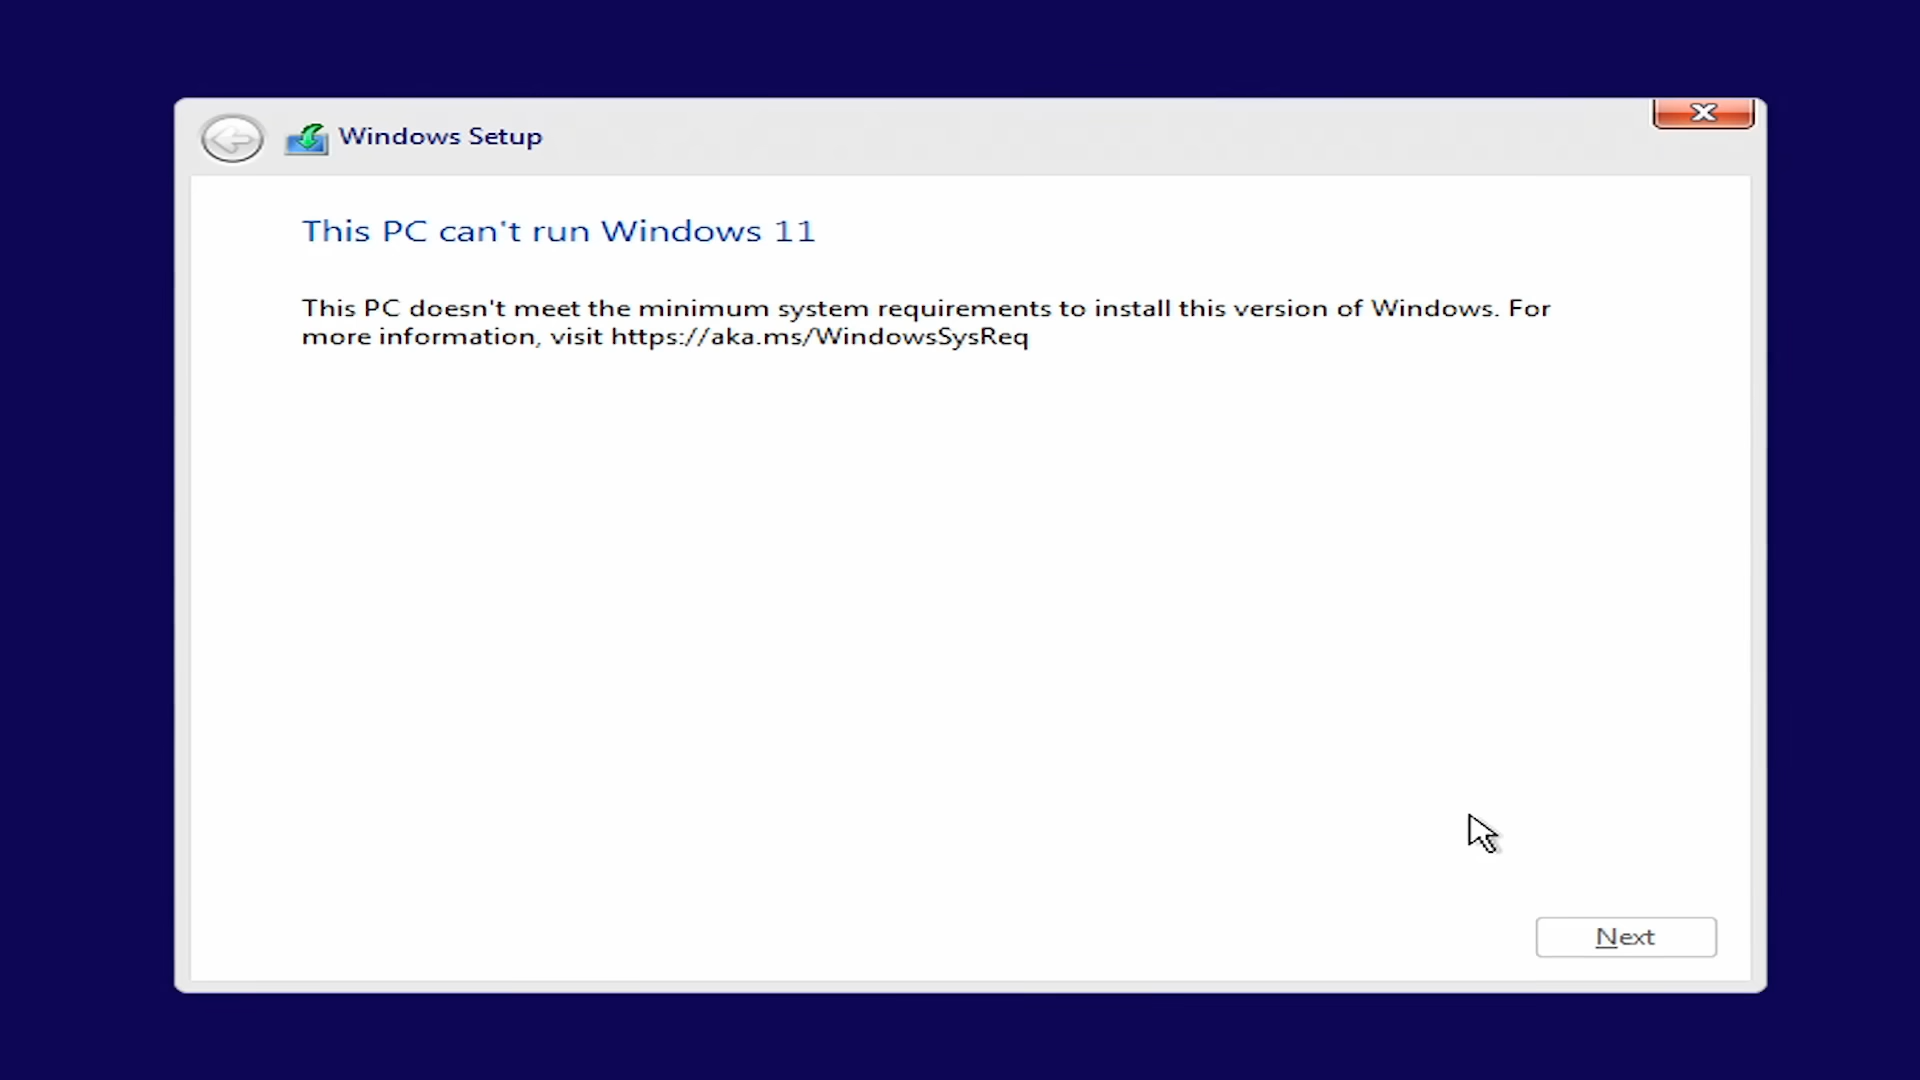 Windows Setup
This PC can't run Windows 11
This PC doesn't meet the minimum system requirements to install this version of Windows. For
more information, visit https://aka.ms/WindowsSysReq
Next